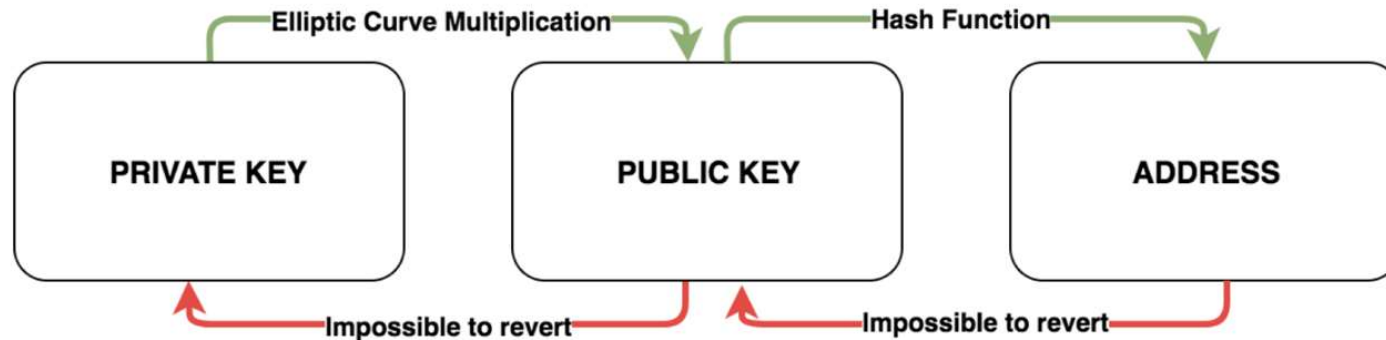 Elliptic Curve Multiplication
Hash Function
PRIVATE KEY
PUBLIC KEY
ADDRESS
Impossible to revert
Impossible to revert